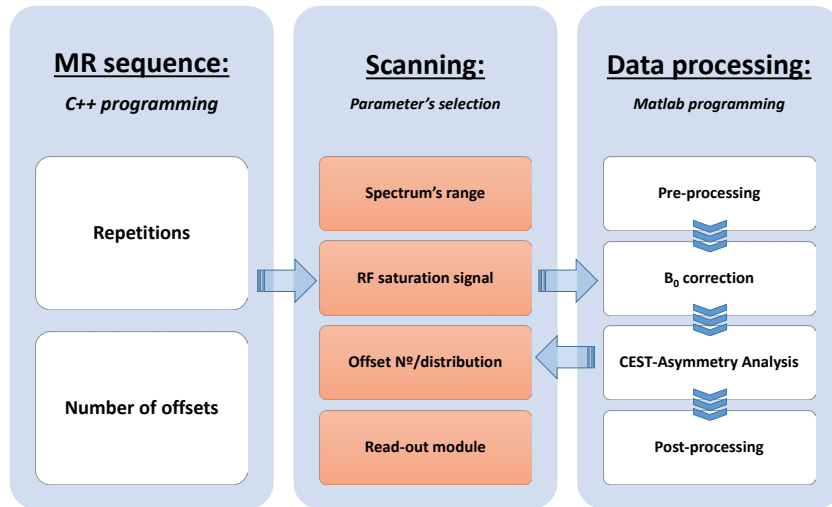 MR sequence:
C++ programming
Repetitions
Number of offsets
Scanning:
Parameter's selection
Spectrum's range
RF saturation signal
Offset Nº/distribution
Read-out module
Data processing:
Matlab programming
Pre-processing
B₀ correction
CEST-Asymmetry Analysis
Post-processing